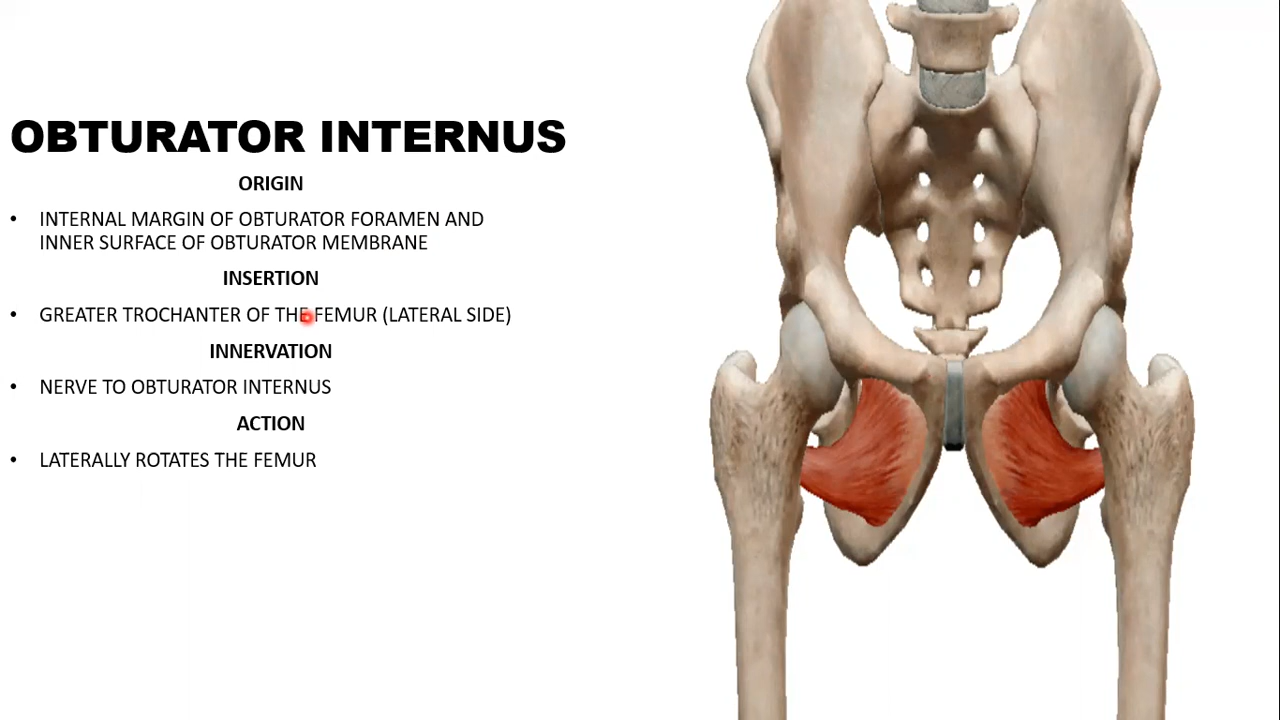 OBTURATOR INTERNUS
ORIGIN
• INTERNAL MARGIN OF OBTURATOR FORAMEN AND
INNER SURFACE OF OBTURATOR MEMBRANE
INSERTION
• GREATER TROCHANTER OF THE FEMUR (LATERAL SIDE)
INNERVATION
• NERVE TO OBTURATOR INTERNUS
ACTION
• LATERALLY ROTATES THE FEMUR